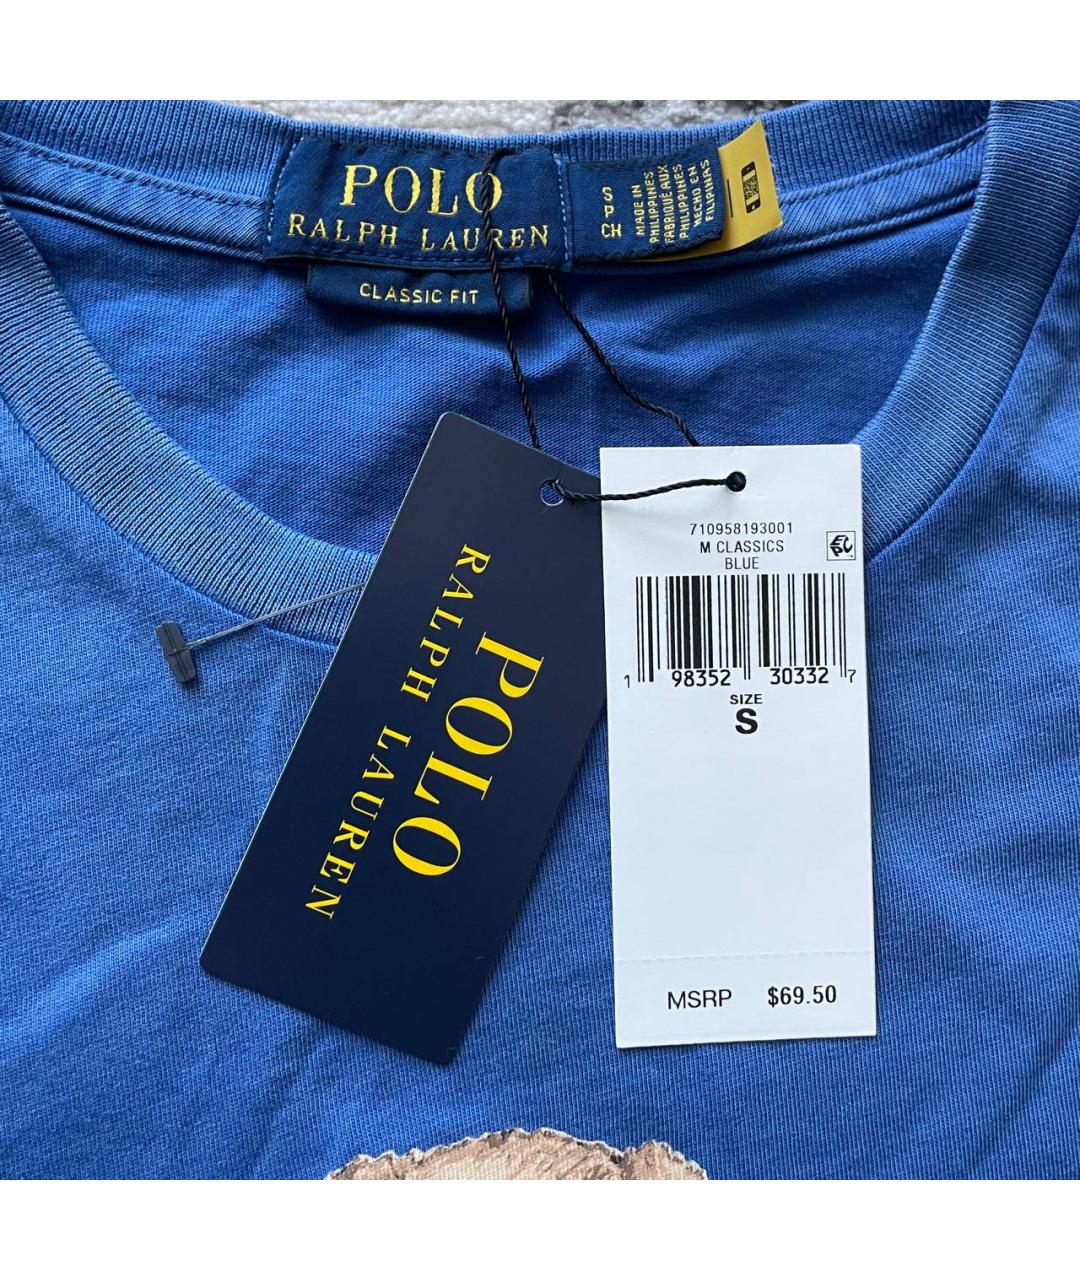 POLO
RALPH LAUREN
CLASSIC FIT
S
P
CH
MADE IN
PHILIPPINES
FABRIQUÉ AUX
PHILIPPINES
HECHO EN
FILIPINAS
POLO
RALPH LAUREN
710958193001
M CLASSICS
BLUE
1 98352 30332 7
SIZE
S
MSRP $69.50